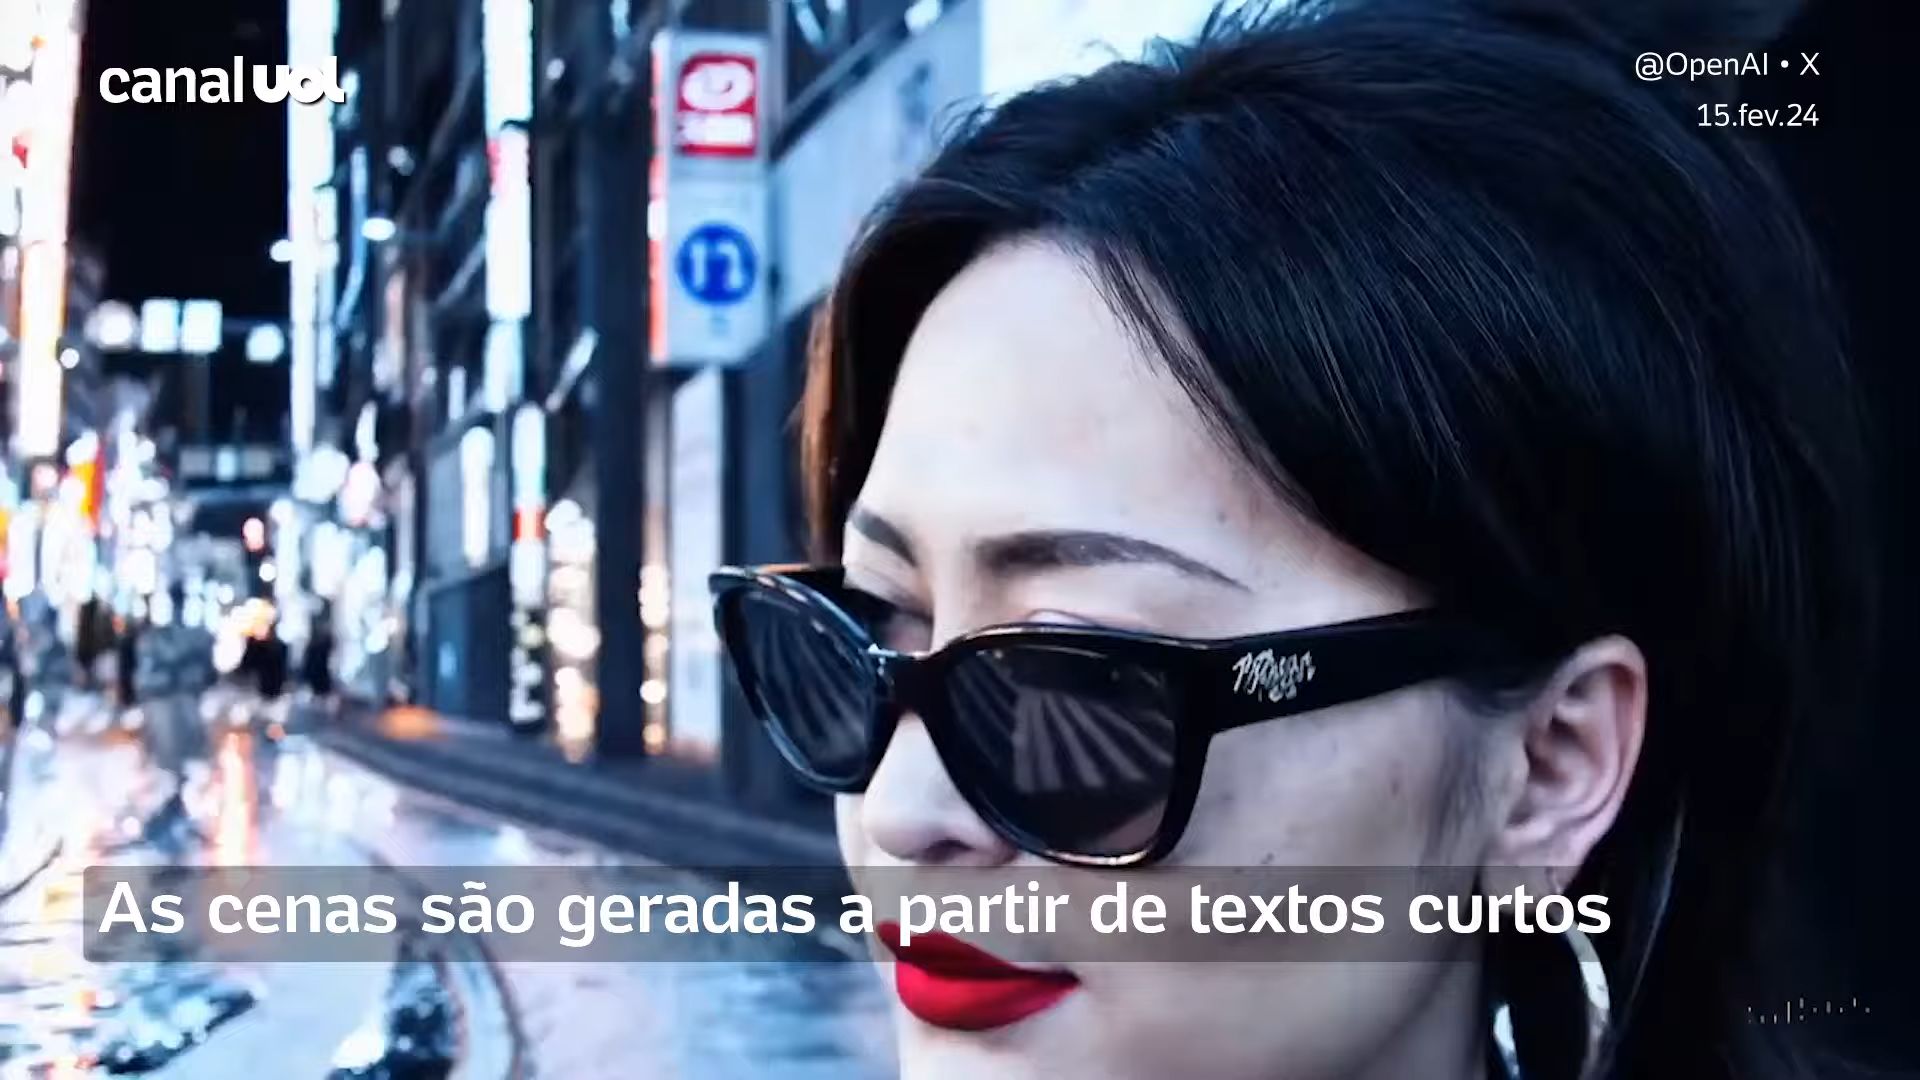 canal uol
@OpenAI • X
15.fev.24
As cenas são geradas a partir de textos curtos